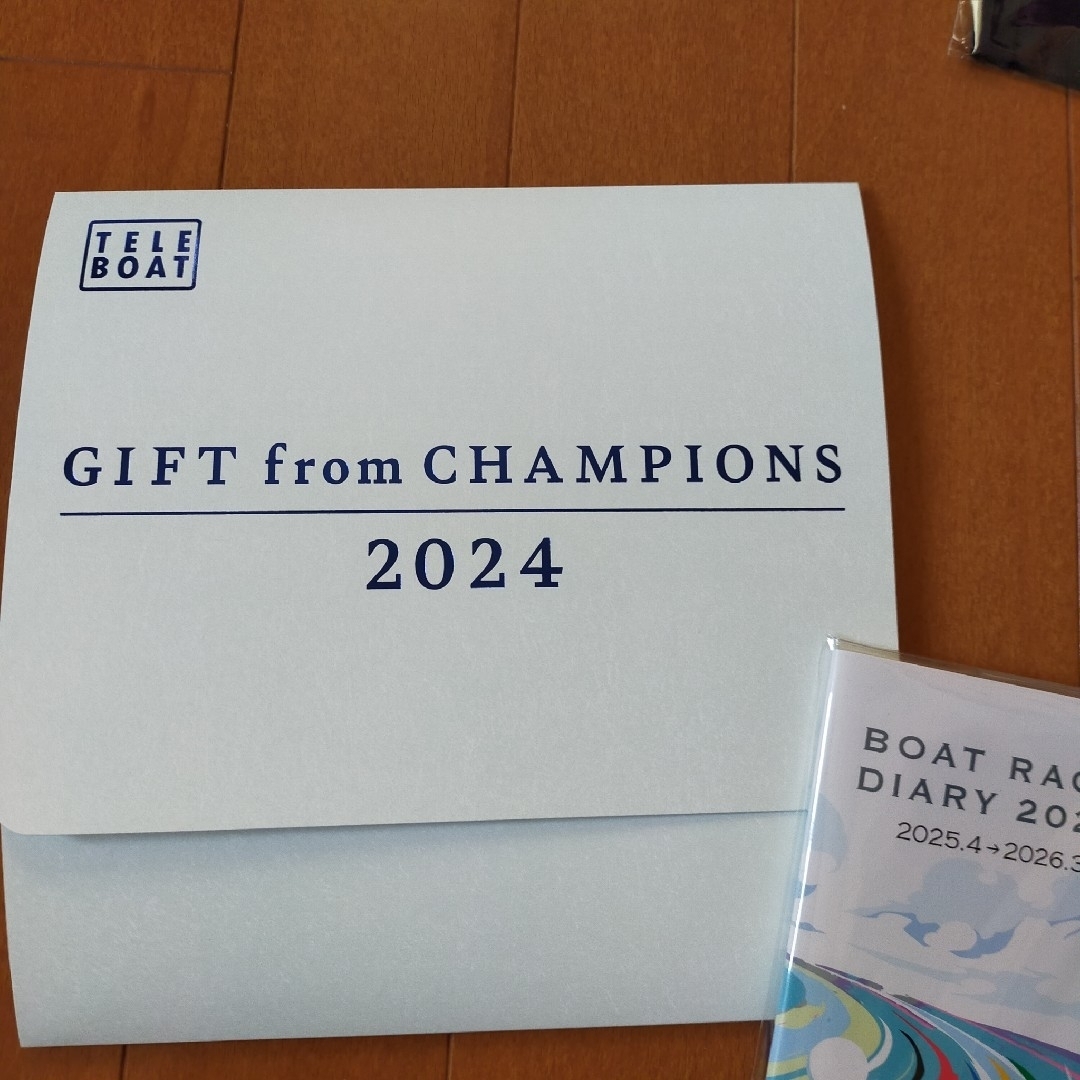 TELE
BOAT
GIFT from CHAMPIONS
2024
BOAT
DIARY
2025.4→2026.3